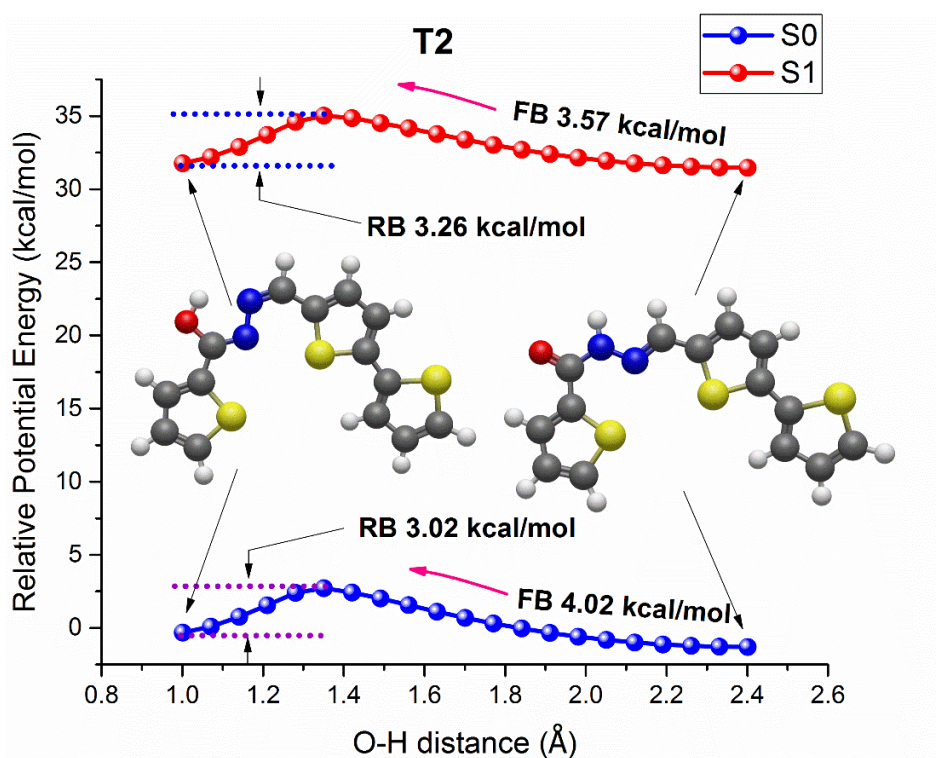 T2
S0
S1
FB 3.57 kcal/mol
RB 3.26 kcal/mol
RB 3.02 kcal/mol
FB 4.02 kcal/mol
Relative Potential Energy (kcal/mol)
35
30
25
20
15
10
5
0
0.8 1.0 1.2 1.4 1.6 1.8 2.0 2.2 2.4 2.6
O-H distance (Å)